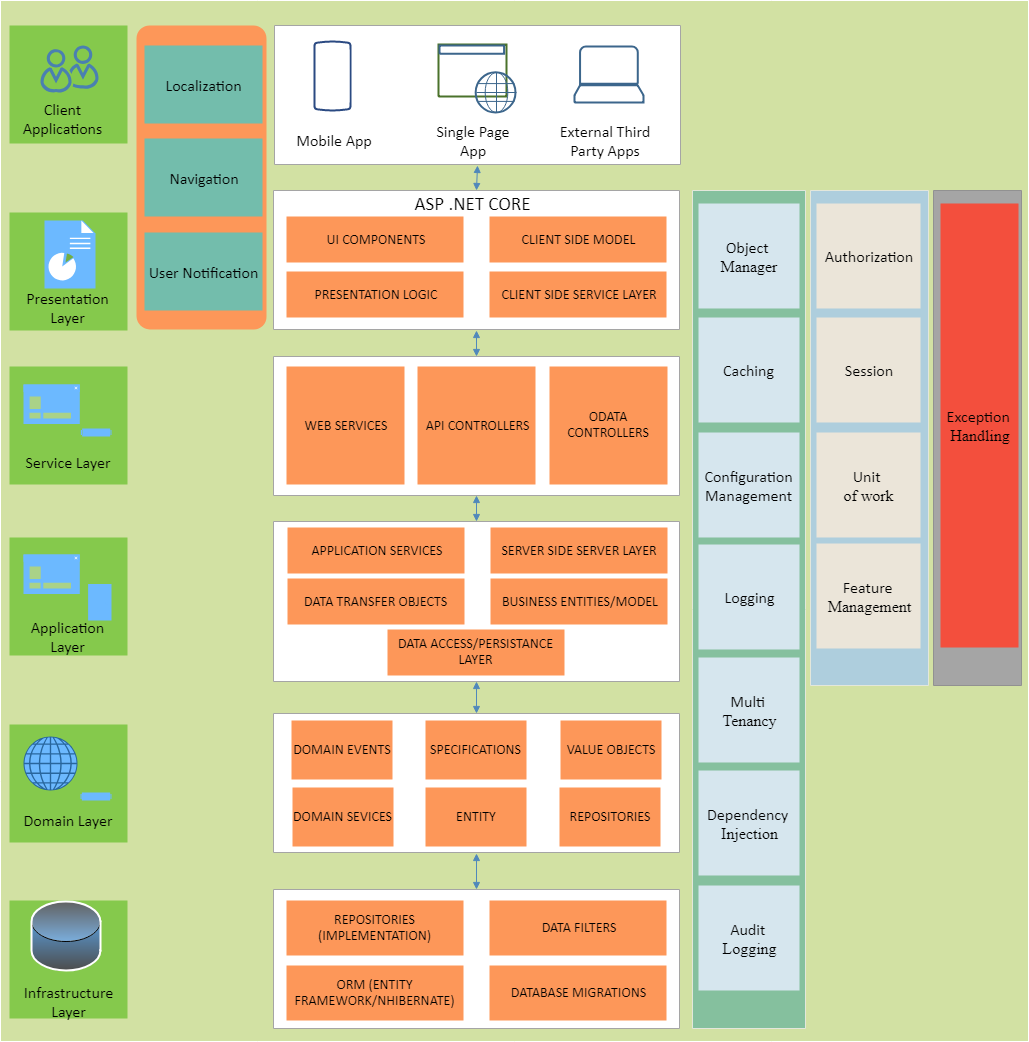 Client
Applications
Localization
Navigation
User Notification
Mobile App
Single Page
App
External Third
Party Apps
Presentation
Layer
ASP .NET CORE
UI COMPONENTS
CLIENT SIDE MODEL
PRESENTATION LOGIC
CLIENT SIDE SERVICE LAYER
Service Layer
WEB SERVICES
API CONTROLLERS
ODATA
CONTROLLERS
Application
Layer
APPLICATION SERVICES
SERVER SIDE SERVER LAYER
DATA TRANSFER OBJECTS
BUSINESS ENTITIES/MODEL
DATA ACCESS/PERSISTANCE
LAYER
Domain Layer
DOMAIN EVENTS
SPECIFICATIONS
VALUE OBJECTS
DOMAIN SEVICES
ENTITY
REPOSITORIES
Infrastructure
Layer
REPOSITORIES
(IMPLEMENTATION)
DATA FILTERS
ORM (ENTITY
FRAMEWORK/NHIBERNATE)
DATABASE MIGRATIONS
Object
Manager
Caching
Configuration
Management
Logging
Multi
Tenancy
Dependency
Injection
Audit
Logging
Authorization
Session
Unit
of work
Feature
Management
Exception
Handling